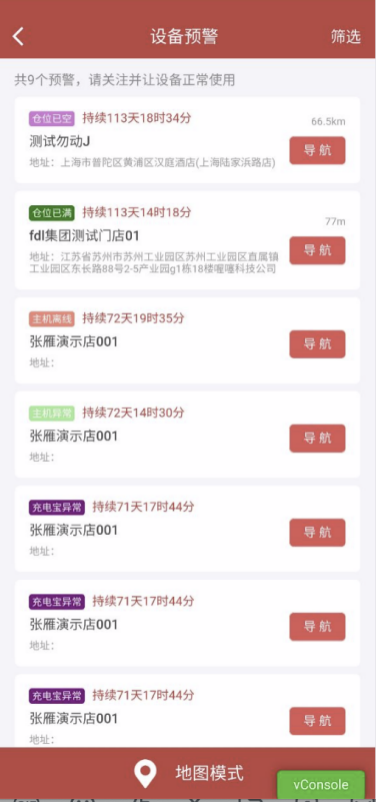 设备预警
筛选
共9个预警，请关注并让设备正常使用
仓位已空 持续113天18时34分
66.5km
测试勿动J
导航
地址：上海市普陀区黄浦区汉庭酒店(上海陆家浜路店)
仓位已满 持续113天14时18分
77m
fdl集团测试门店01
导航
地址：江苏省苏州市苏州工业园区苏州工业园区直属镇
工业园区东长路88号2-5产业园g1栋18楼喔噻科技公司
主机离线 持续72天19时35分
张雁演示店001
导航
地址：
主机异常 持续72天14时30分
张雁演示店001
导航
地址：
充电宝异常 持续71天17时44分
张雁演示店001
导航
地址：
充电宝异常 持续71天17时44分
张雁演示店001
导航
地址：
充电宝异常 持续71天17时44分
张雁演示店001
导航
地址：
地图模式
vConsole